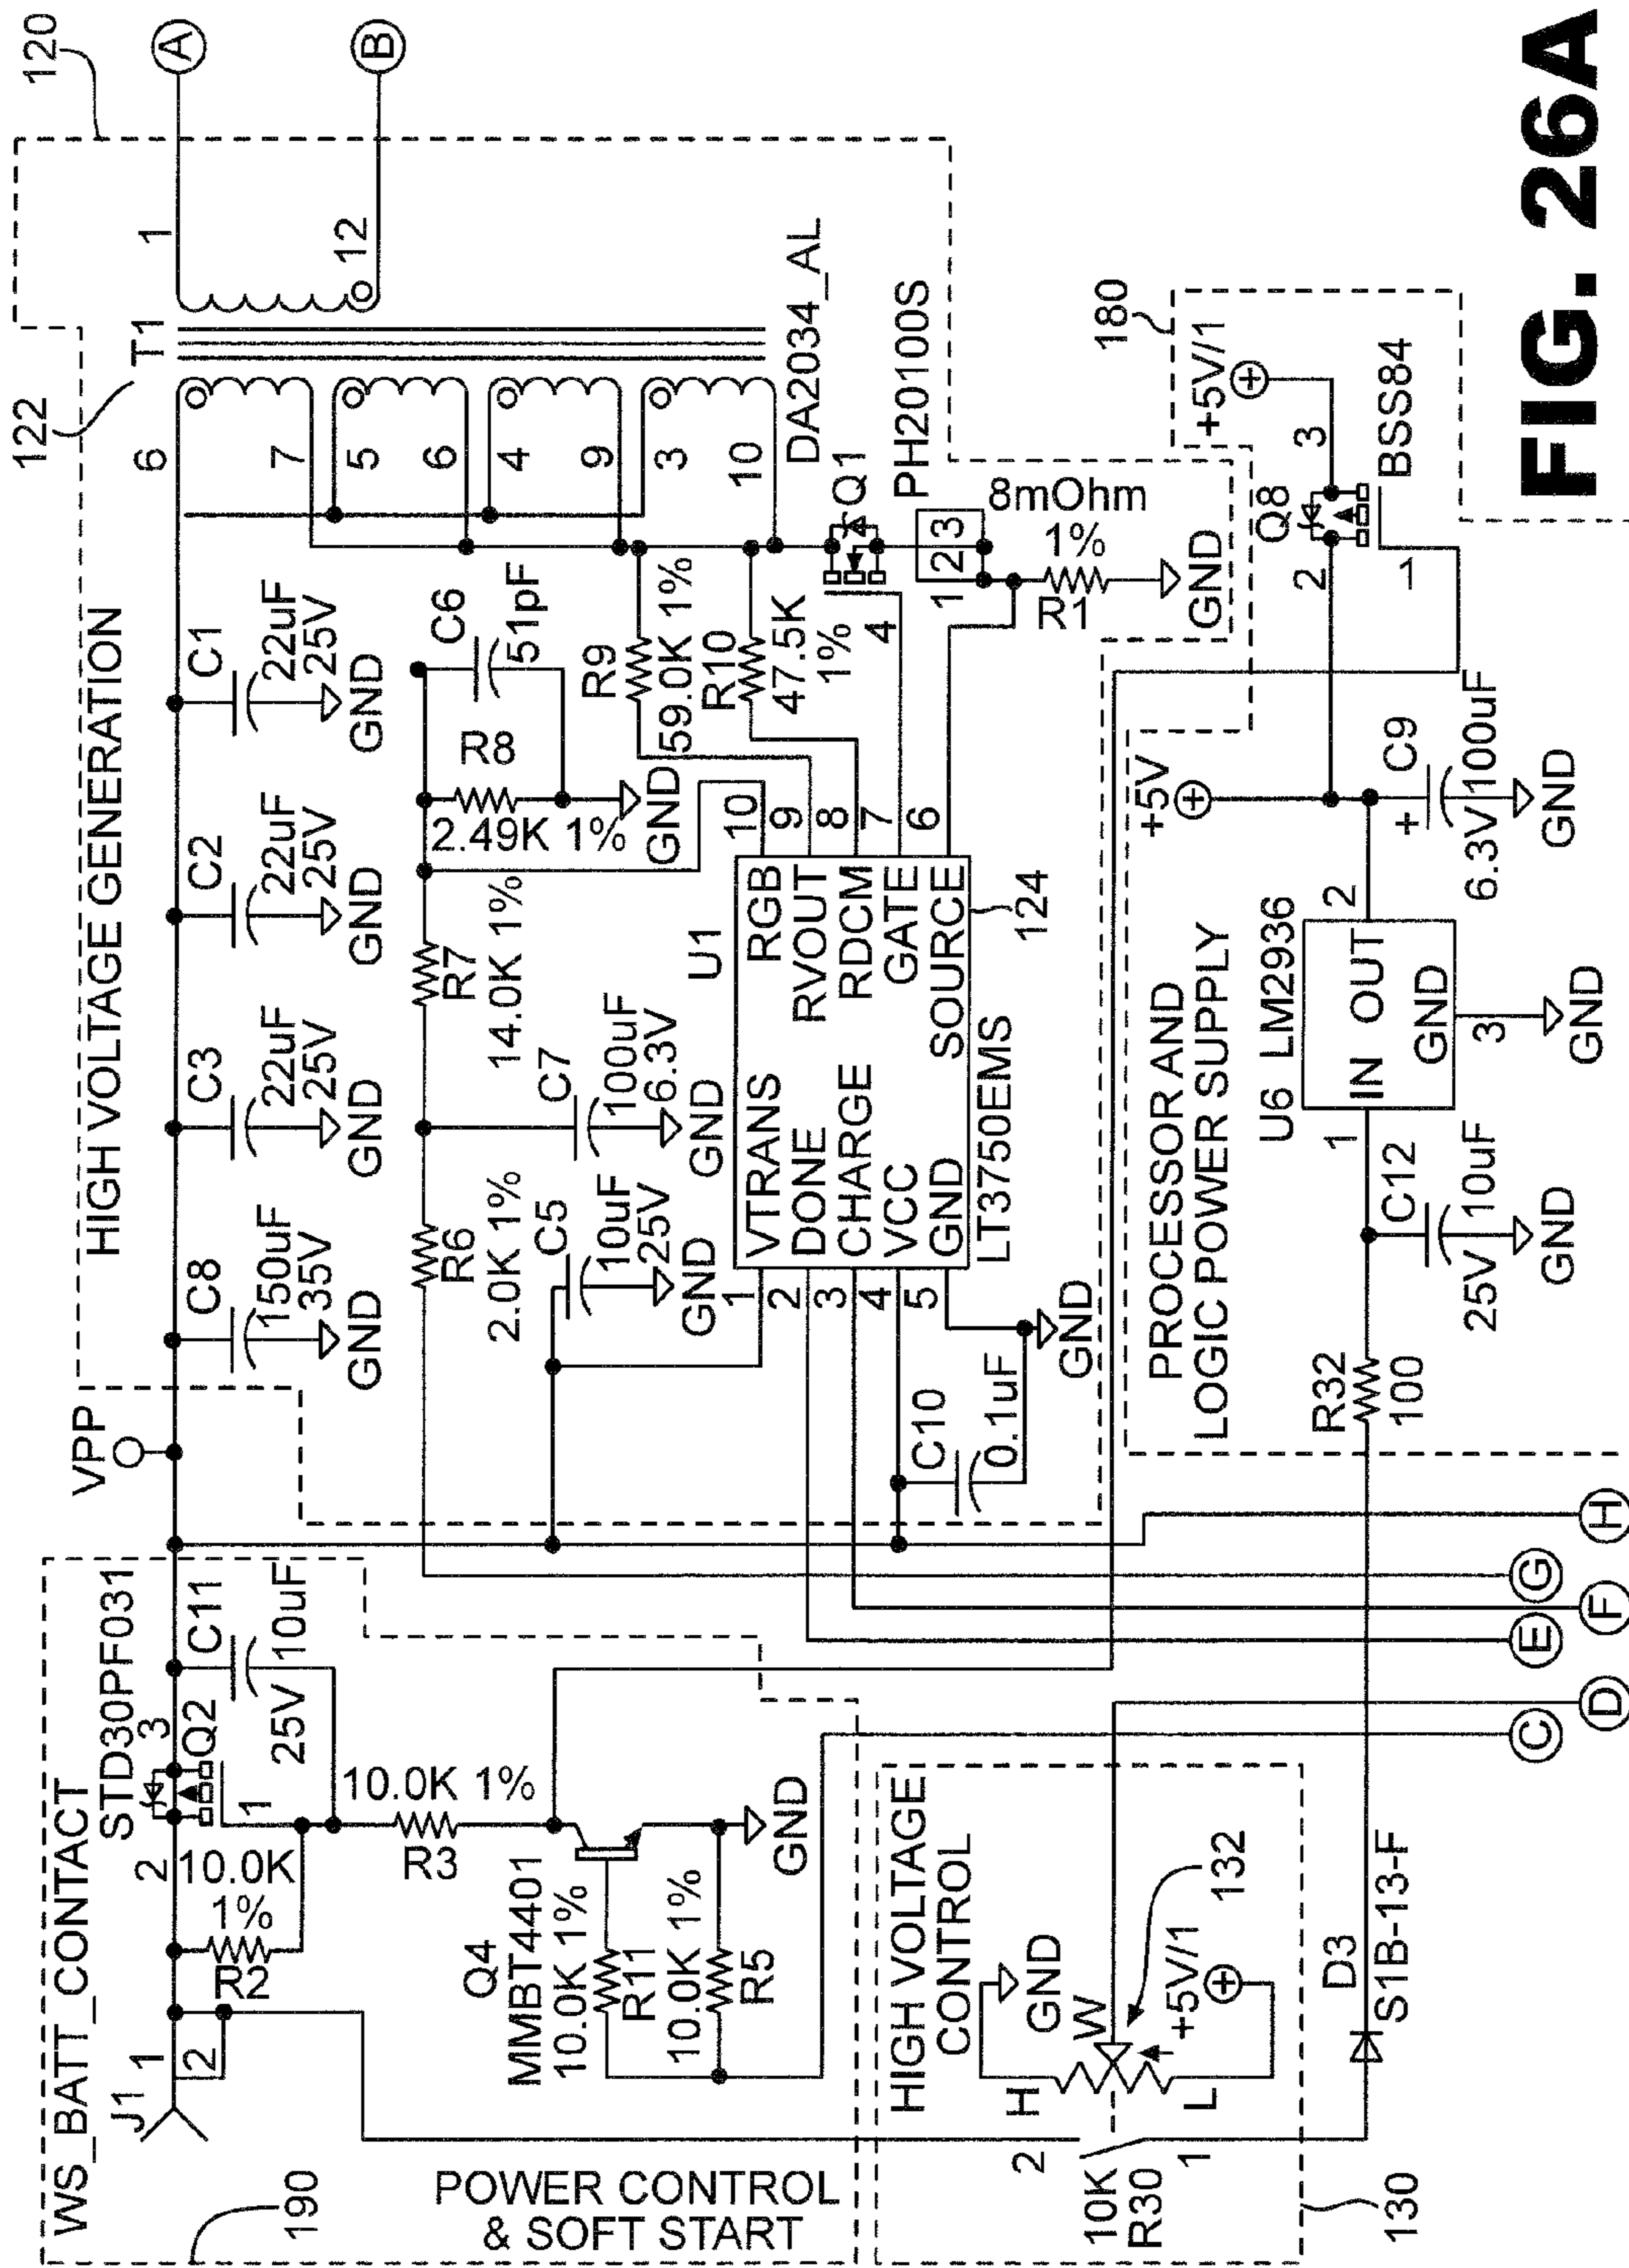 120
122
T1
A
B
1
12
6
7
5
6
4
9
3
10
DA2034_AL
HIGH VOLTAGE GENERATION
VPP
C8
150uF
35V
GND
C3
22uF
25V
GND
C2
22uF
25V
GND
C1
22uF
25V
GND
WS_BATT_CONTACT
J1
1
2
R2
10.0K
1%
2
3
STD30PF031
Q2
1
C11
25V
10uF
10.0K 1%
R3
Q4
MMBT4401
10.0K 1%
R11
10.0K 1%
R5
GND
190
POWER CONTROL
& SOFT START
R6
2.0K 1%
R7
14.0K 1%
R8
2.49K 1%
GND
C6
51pF
C7
100uF
6.3V
GND
C5
10uF
25V
GND
R9
59.0K 1%
R10
47.5K
1%
Q1
PH20100S
4
1
2
3
8mOhm
1%
R1
GND
U1
VTRANS
DONE
CHARGE
VCC
GND
RGB
RVOUT
RDCM
GATE
SOURCE
1
2
3
4
5
10
9
8
7
6
LT3750EMS
124
C10
0.1uF
GND
HIGH VOLTAGE
CONTROL
GND
H
W
L
132
+5V/1
2
1
10K
R30
130
D3
S1B-13-F
C
D
E
F
G
H
PROCESSOR AND
LOGIC POWER SUPPLY
R32
100
C12
25V
10uF
GND
U6 LM2936
IN OUT
GND
1
2
3
GND
+5V
C9
+
6.3V
100uF
GND
Q8
2
3
1
BSS84
+5V/1
180
FIG. 26A